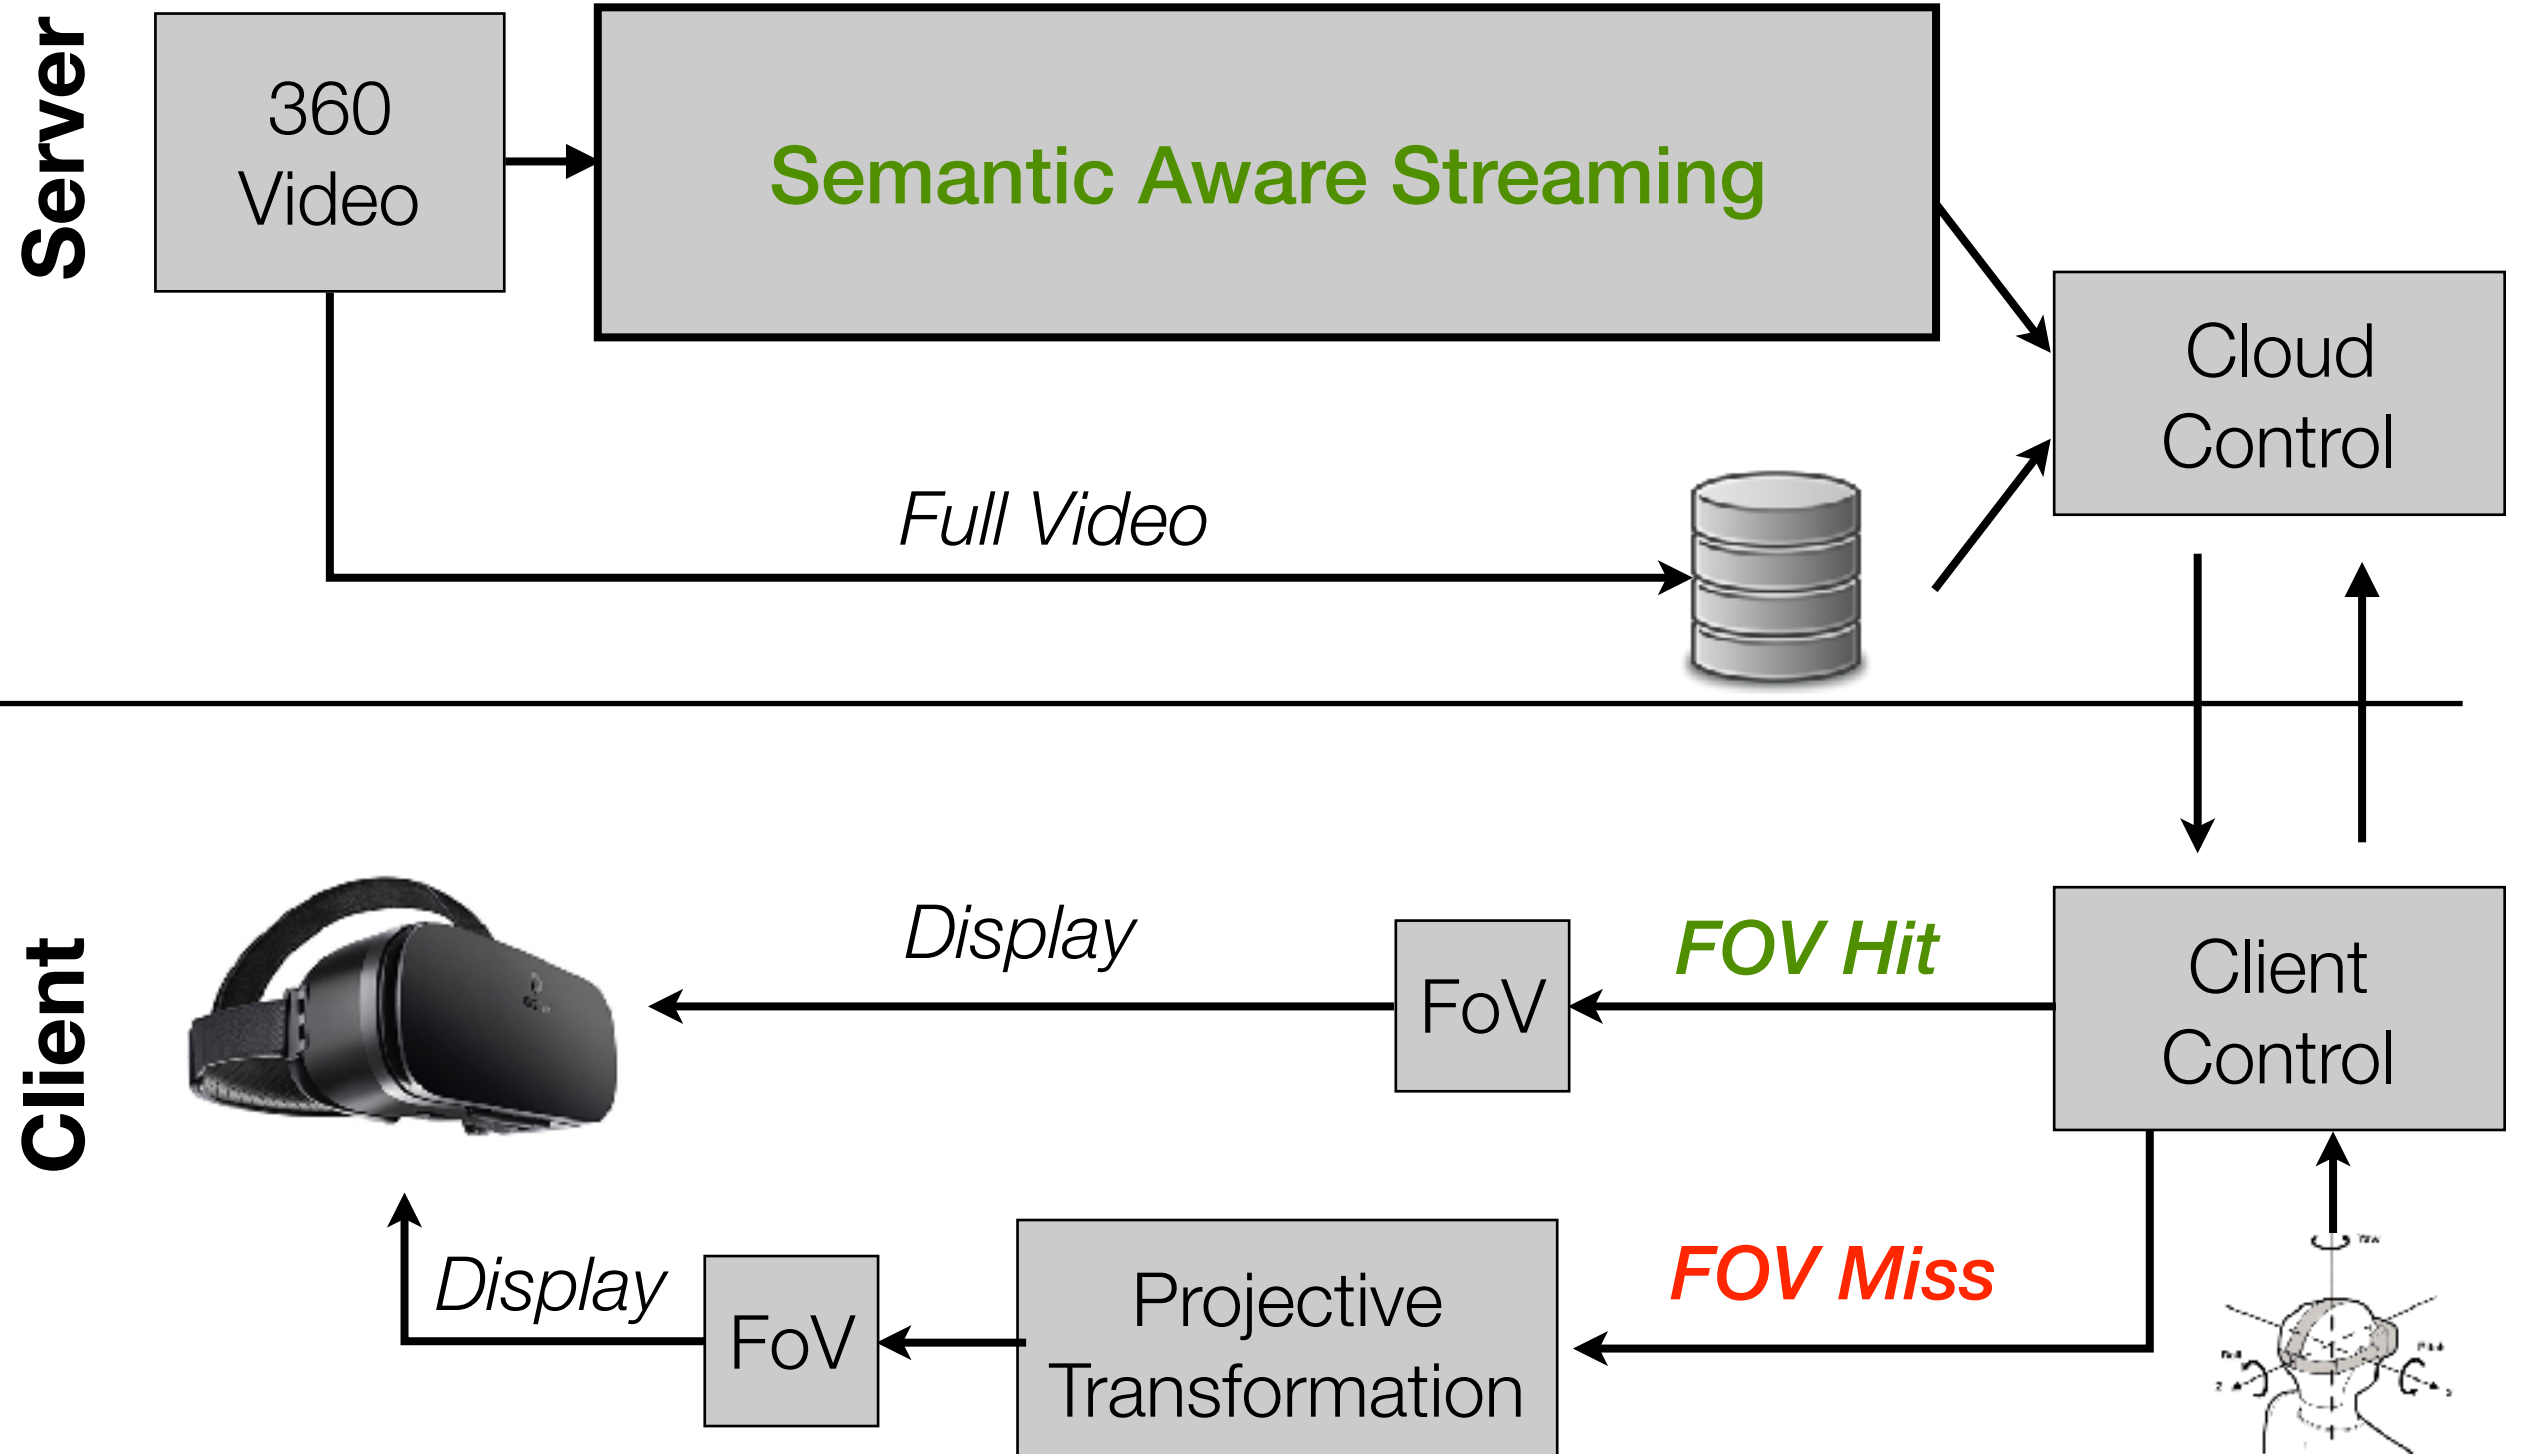 Server
360
Video
Semantic Aware Streaming
Cloud
Control
Full Video
Client
Display
FoV
FOV Hit
Client
Control
Display
FoV
Projective
Transformation
FOV Miss
Yaw